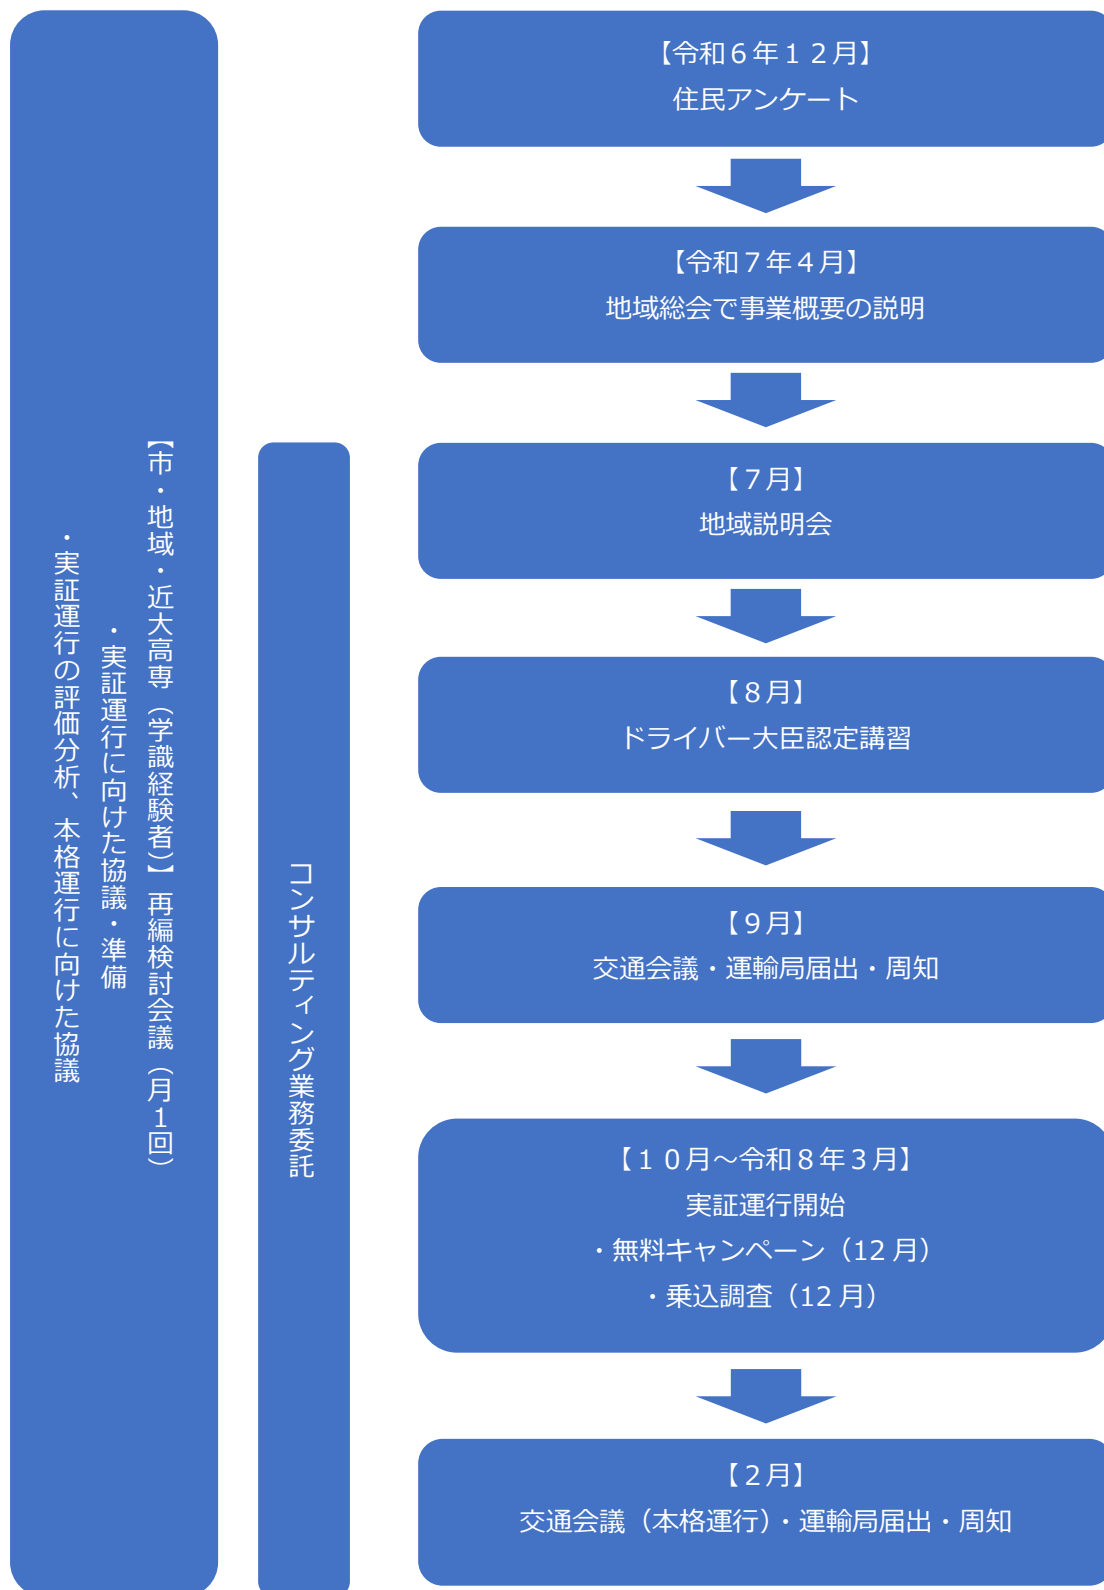 【市・地域・近大高専（学識経験者）】再編検討会議（月１回）
・実証運行に向けた協議・準備
・実証運行の評価分析、本格運行に向けた協議
コンサルティング業務委託
【令和６年１２月】
住民アンケート
【令和７年４月】
地域総会で事業概要の説明
【７月】
地域説明会
【８月】
ドライバー大臣認定講習
【９月】
交通会議・運輸局届出・周知
【１０月～令和８年３月】
実証運行開始
・無料キャンペーン（12 月）
・乗込調査（12 月）
【２月】
交通会議（本格運行）・運輸局届出・周知